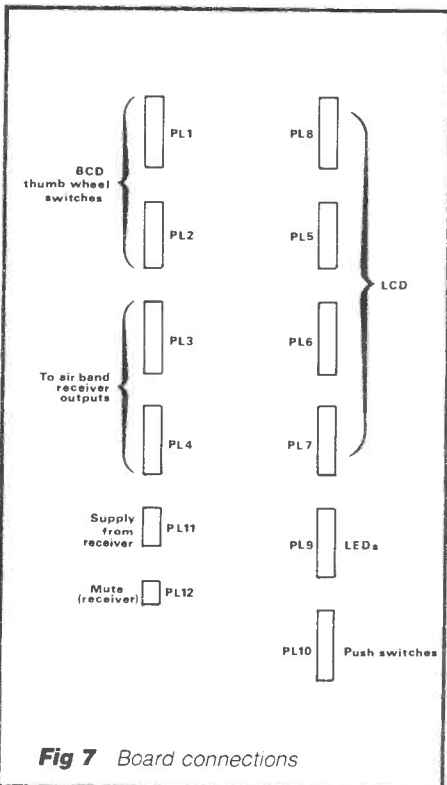 PL1
PL8
BCD
thumb wheel
switches
PL2
PL5
LCD
PL3
PL6
To air band
receiver
outputs
PL4
PL7
Supply
from
receiver
PL11
PL9
LEDs
Mute
(receiver)
PL12
PL10
Push switches
Fig 7 Board connections